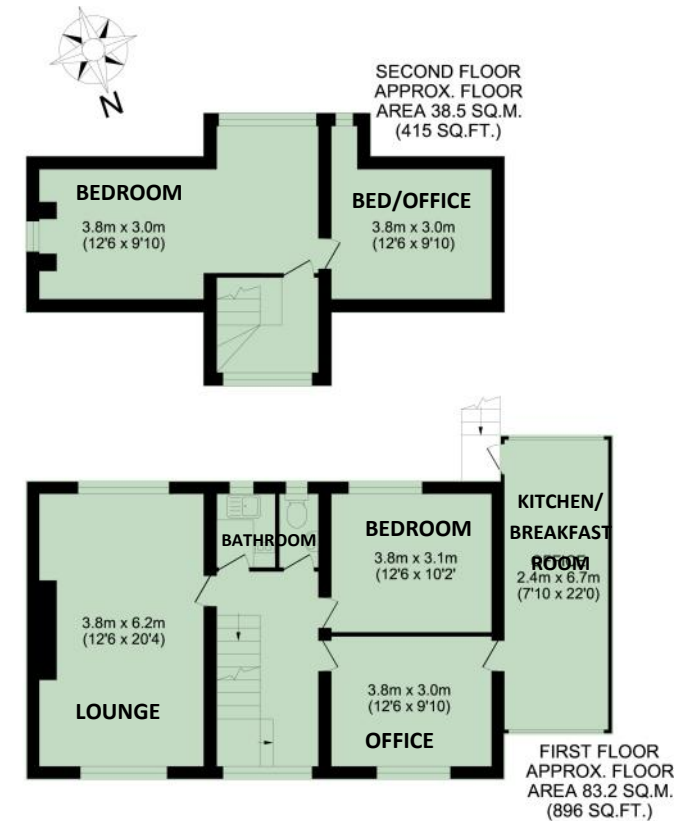 N
SECOND FLOOR
APPROX. FLOOR
AREA 38.5 SQ.M.
(415 SQ.FT.)
BEDROOM
3.8m x 3.0m
(12'6 x 9'10)
BED/OFFICE
3.8m x 3.0m
(12'6 x 9'10)
BATHROOM
BEDROOM
3.8m x 3.1m
(12'6 x 10'2'
KITCHEN/
BREAKFAST
ROOM
2.4m x 6.7m
(7'10 x 22'0)
3.8m x 6.2m
(12'6 x 20'4)
LOUNGE
3.8m x 3.0m
(12'6 x 9'10)
OFFICE
FIRST FLOOR
APPROX. FLOOR
AREA 83.2 SQ.M.
(896 SQ.FT.)